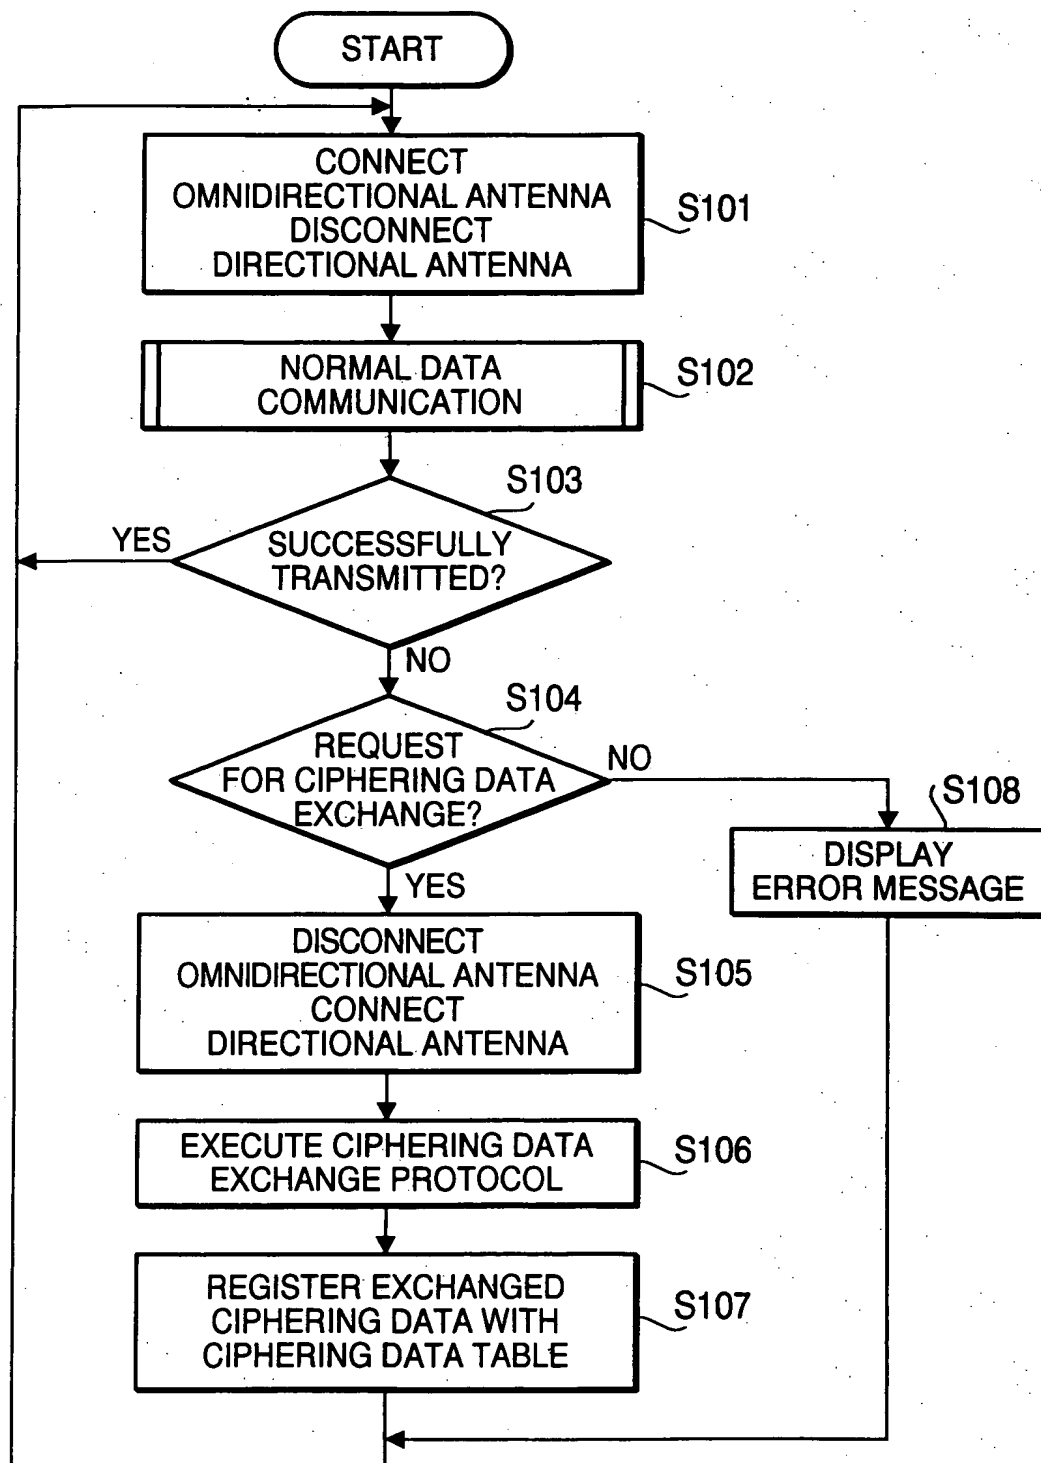 START
CONNECT
OMNIDIRECTIONAL ANTENNA
DISCONNECT
DIRECTIONAL ANTENNA
S101
NORMAL DATA
COMMUNICATION
S102
S103
YES
SUCCESSFULLY
TRANSMITTED?
NO
S104
REQUEST
FOR CIPHERING DATA
EXCHANGE?
NO
S108
DISPLAY
ERROR MESSAGE
YES
DISCONNECT
OMNIDIRECTIONAL ANTENNA
CONNECT
DIRECTIONAL ANTENNA
S105
EXECUTE CIPHERING DATA
EXCHANGE PROTOCOL
S106
REGISTER EXCHANGED
CIPHERING DATA WITH
CIPHERING DATA TABLE
S107